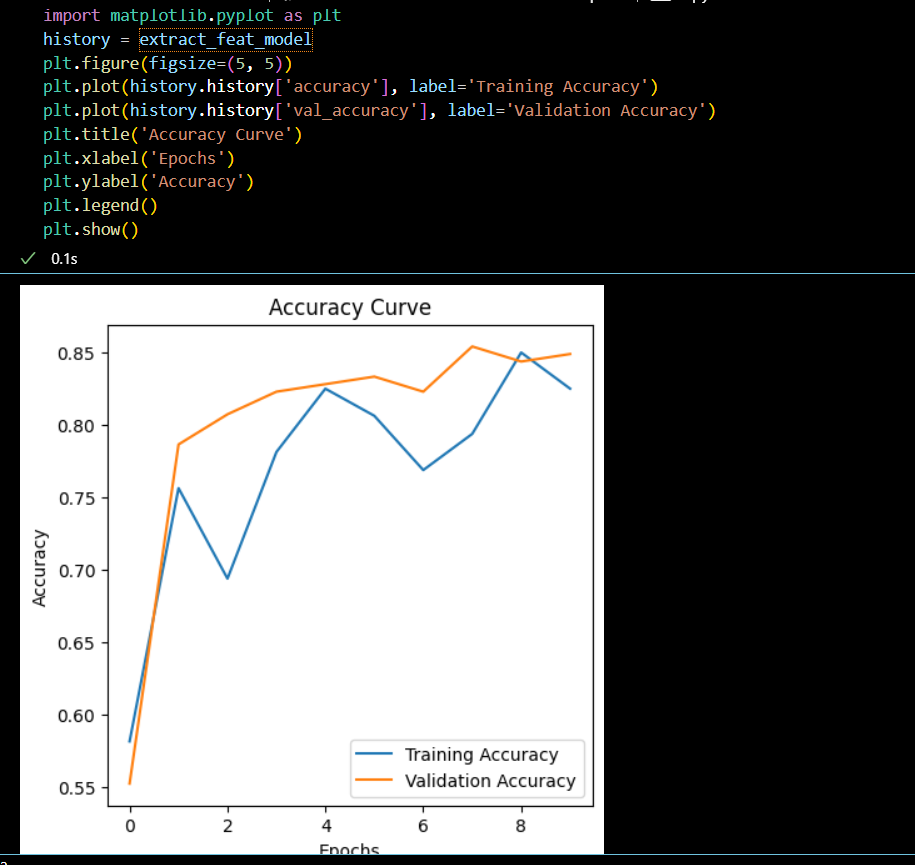 import matplotlib.pyplot as plt
history = extract_feat_model
plt.figure(figsize=(5, 5))
plt.plot(history.history['accuracy'], label='Training Accuracy')
plt.plot(history.history['val_accuracy'], label='Validation Accuracy')
plt.title('Accuracy Curve')
plt.xlabel('Epochs')
plt.ylabel('Accuracy')
plt.legend()
plt.show()
0.1s
Accuracy Curve
0.85
0.80
0.75
0.70
0.65
0.60
0.55
Accuracy
Training Accuracy
Validation Accuracy
0 2 4 6 8
Epochs